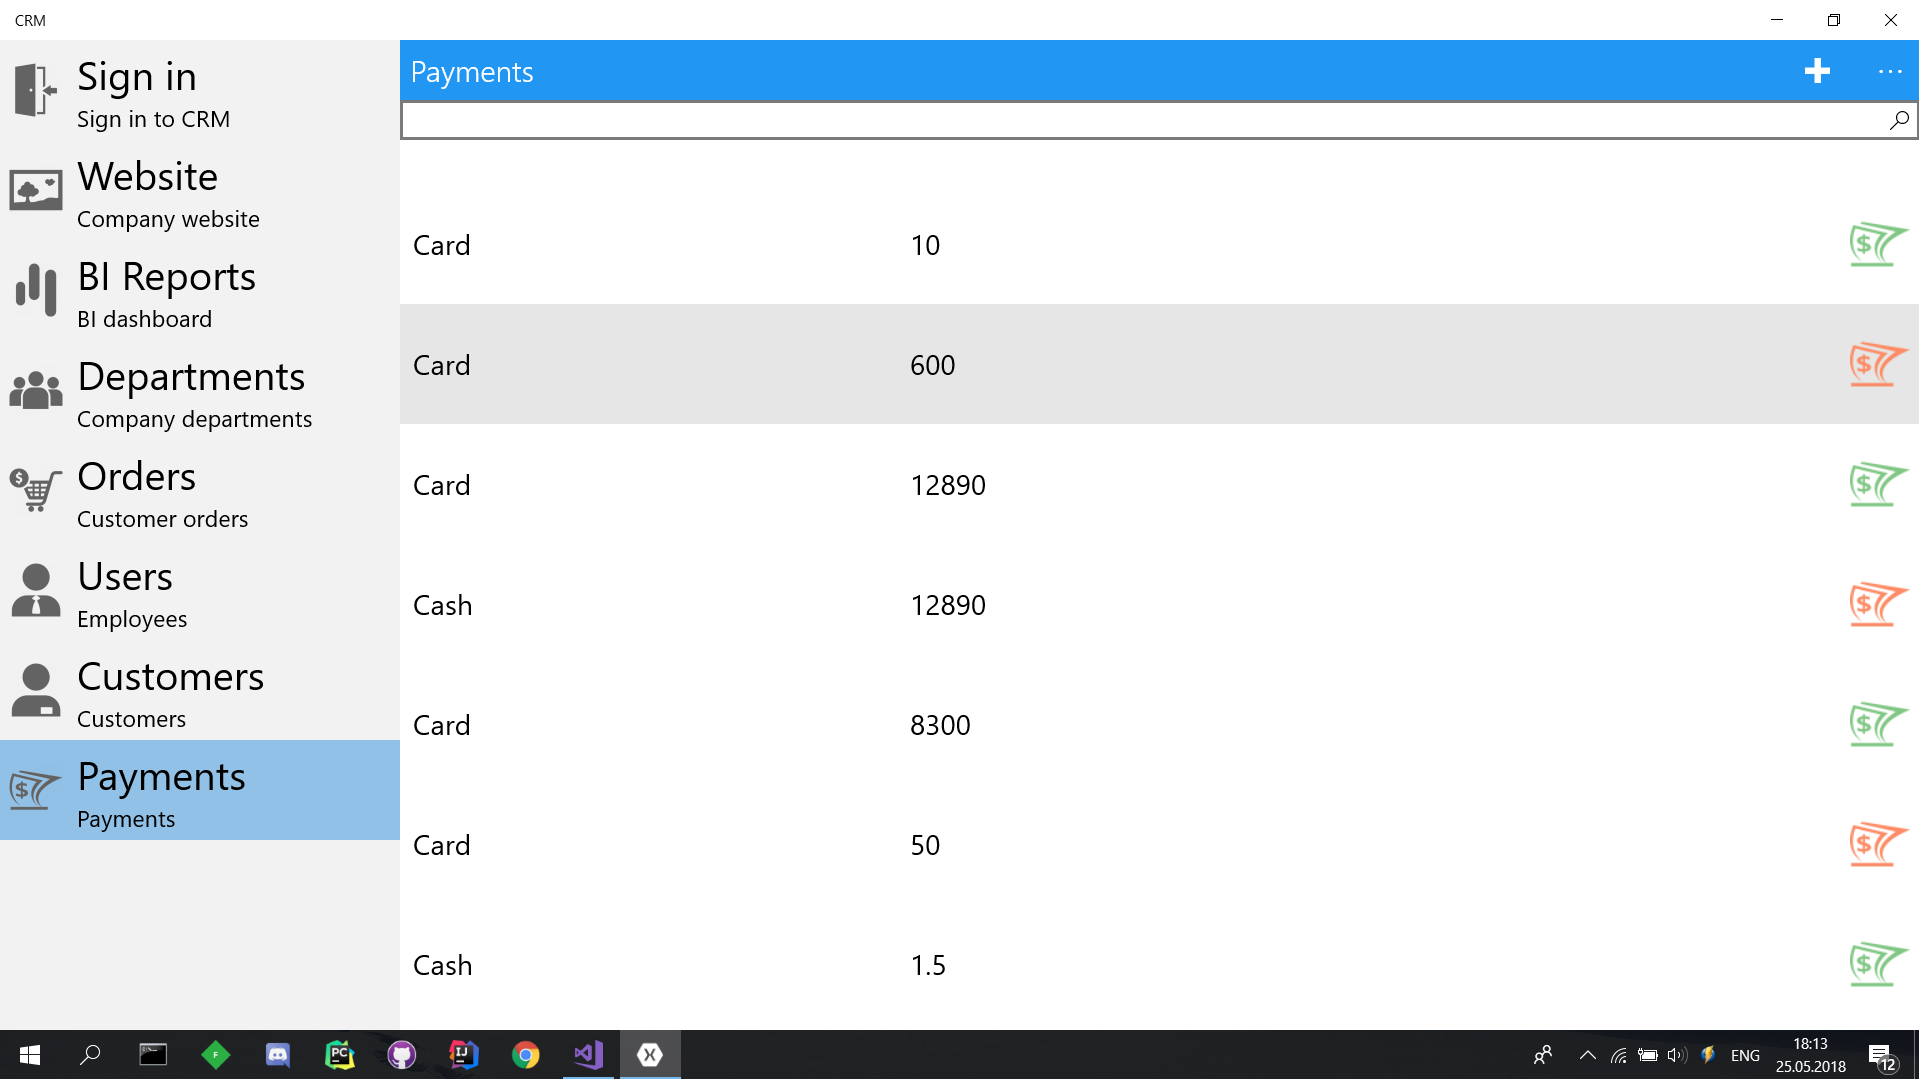 CRM
Sign in
Sign in to CRM
Website
Company website
BI Reports
BI dashboard
Departments
Company departments
Orders
Customer orders
Users
Employees
Customers
Customers
Payments
Payments
Payments
Card 10
Card 600
Card 12890
Cash 12890
Card 8300
Card 50
Cash 1.5
ENG
18:13
25.05.2018
12